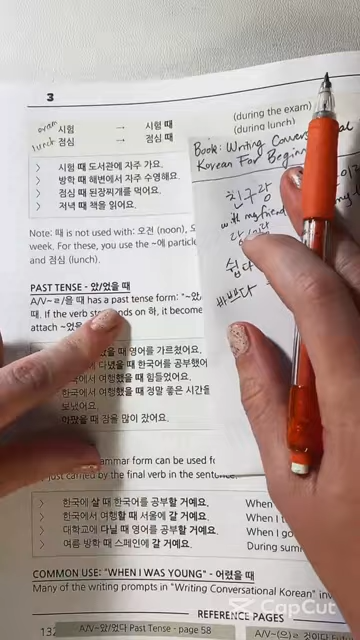 3
exam 시험 → 시험 때 (during the exam)
lunch 점심 → 점심 때 (during lunch)
시험 때 도서관에 자주 가요.
방학 때 해변에서 자주 수영해요.
점심 때 된장찌개를 먹어요.
저녁 때 책을 읽어요.
Note: 때 is not used with: 오전 (noon), 오
week. For these, you use the ~에 particle
and 점심 (lunch).
PAST TENSE - 았/었을 때
A/V~ㄹ/을 때 has a past tense form: "~았
때. If the verb ends on 하, it become
attach ~었을
때 영어를 가르쳤어요.
때 한국어를 공부했어
한국에서 여행했을 때 힘들었어요.
한국에서 여행했을 때 정말 좋은 시간을
보냈어요.
아팠을 때 잠을 많이 잤어요.
grammar form can be used fo
just carried by the final verb in the sentence.
한국에 살 때 한국어를 공부할 거예요. When
한국에서 여행할 때 서울에 갈 거예요. When I t
대학교에 다닐 때 영어를 공부할 거예요. When I go
여름 방학 때 스페인에 갈 거예요. During summ
COMMON USE: "WHEN I WAS YOUNG" - 어렸을 때
Many of the writing prompts in "Writing Conversational Korean" inv
REFERENCE PAGES
132 A/V~았/었다 Past Tense - page 58
Book: Writing Conversational
Korean For Beginn
친구랑
with my friend
쉽다
바쁘다
CapCut